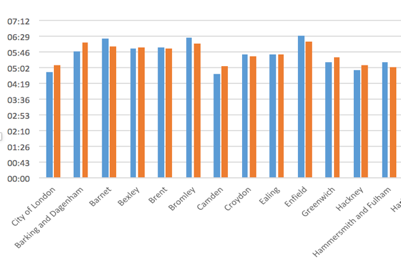 07:12
06:29
05:46
05:02
04:19
03:36
02:53
02:10
01:26
00:43
00:00
City of London
Barking and Dagenham
Barnet
Bexley
Brent
Bromley
Camden
Croydon
Ealing
Enfield
Greenwich
Hackney
Hammersmith and Fulham